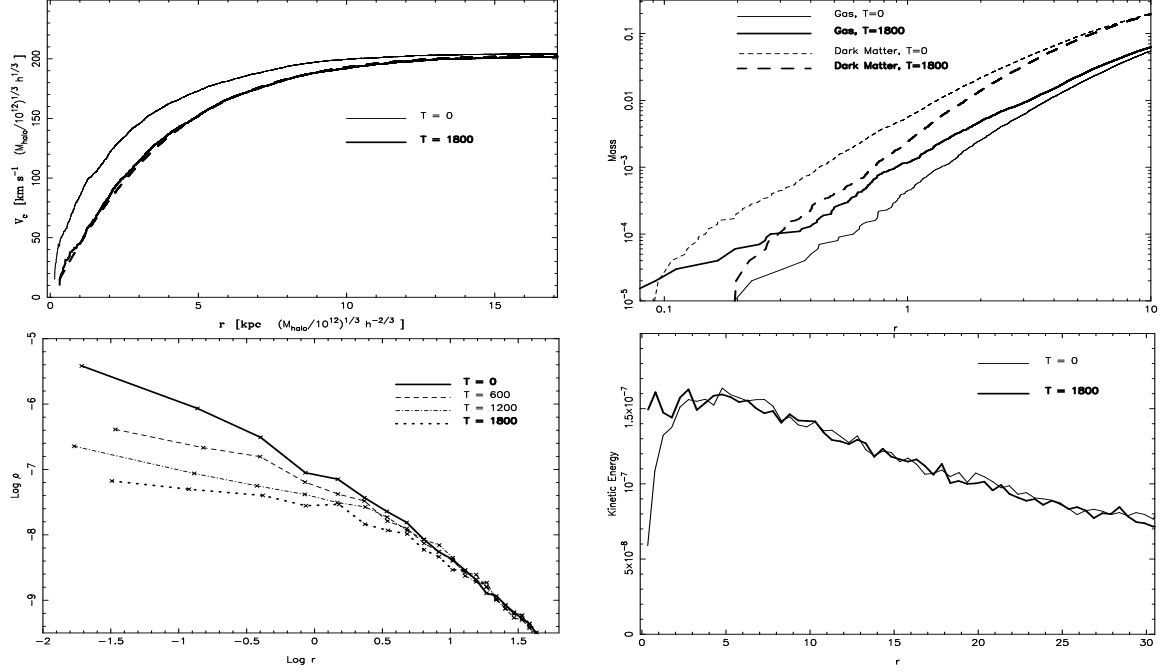 200
150
100
50
0
V_c [km s⁻¹ (M_halo/10¹²)^1/3 h^1/3 ]
T = 0
T = 1800
0 5 10 15
r [kpc (M_halo/10¹²)^1/3 h^-2/3 ]
Gas, T=0
Gas, T=1800
Dark Matter, T=0
Dark Matter, T=1800
0.1
0.01
10⁻³
10⁻⁴
10⁻⁵
Mass
0.1 1 10
r
-5
-6
-7
-8
-9
Log ρ
T = 0
T = 600
T = 1200
T = 1800
-2 -1.5 -1 -0.5 0 0.5 1 1.5
Log r
T = 0
T = 1800
1.5×10⁻⁷
10⁻⁷
5×10⁻⁸
0
Kinetic Energy
0 5 10 15 20 25 30
r